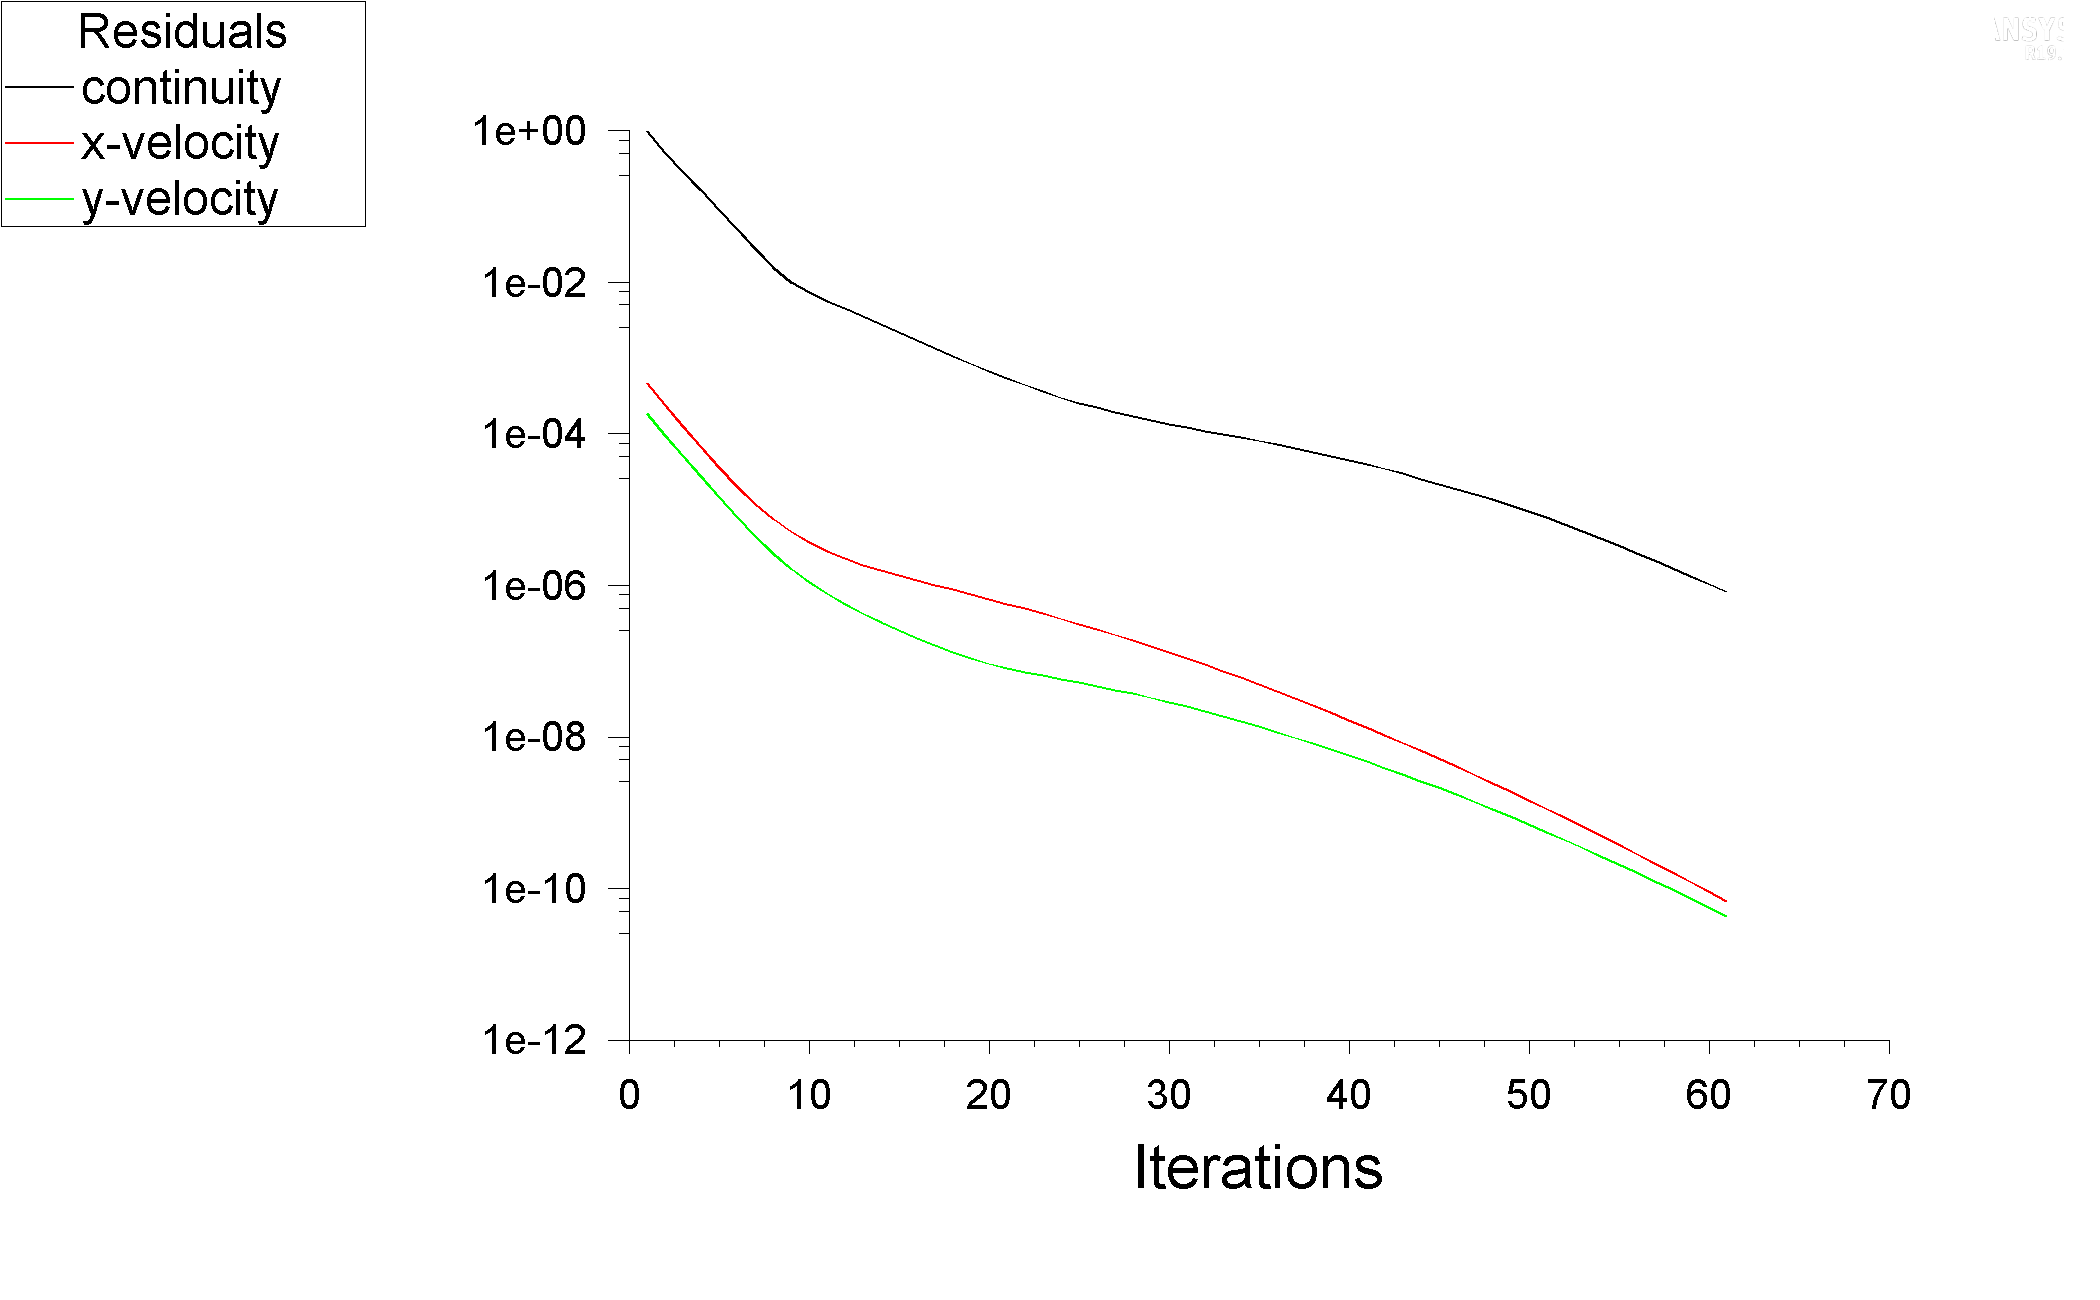 Residuals
continuity
x-velocity
y-velocity
1e+00
1e-02
1e-04
1e-06
1e-08
1e-10
1e-12
0 10 20 30 40 50 60 70
Iterations